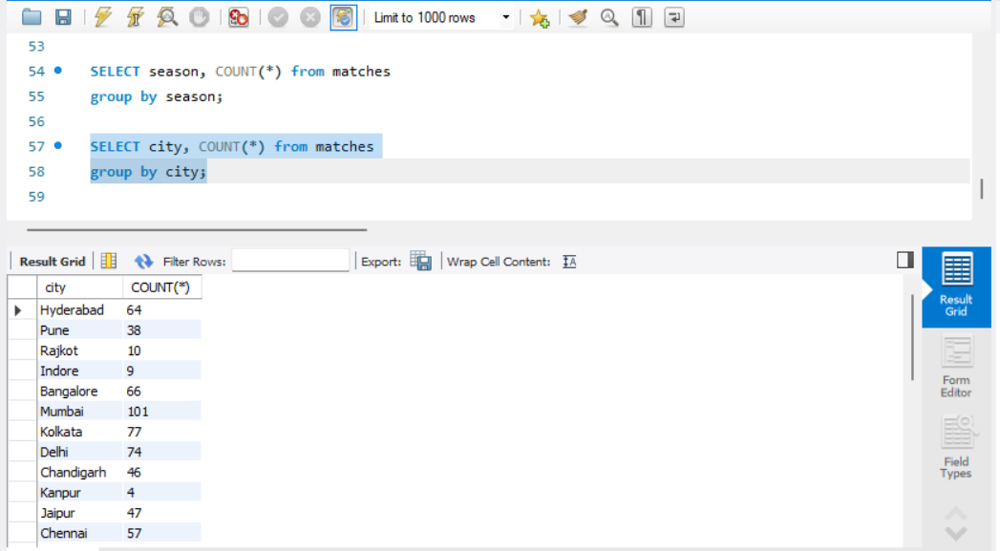 Limit to 1000 rows
53
54 SELECT season, COUNT(*) from matches
55 group by season;
56
57 SELECT city, COUNT(*) from matches
58 group by city;
59
Result Grid Filter Rows: Export: Wrap Cell Content: IA
city COUNT(*)
Hyderabad 64
Pune 38
Rajkot 10
Indore 9
Bangalore 66
Mumbai 101
Kolkata 77
Delhi 74
Chandigarh 46
Kanpur 4
Jaipur 47
Chennai 57
Result
Grid
Form
Editor
Field
Types